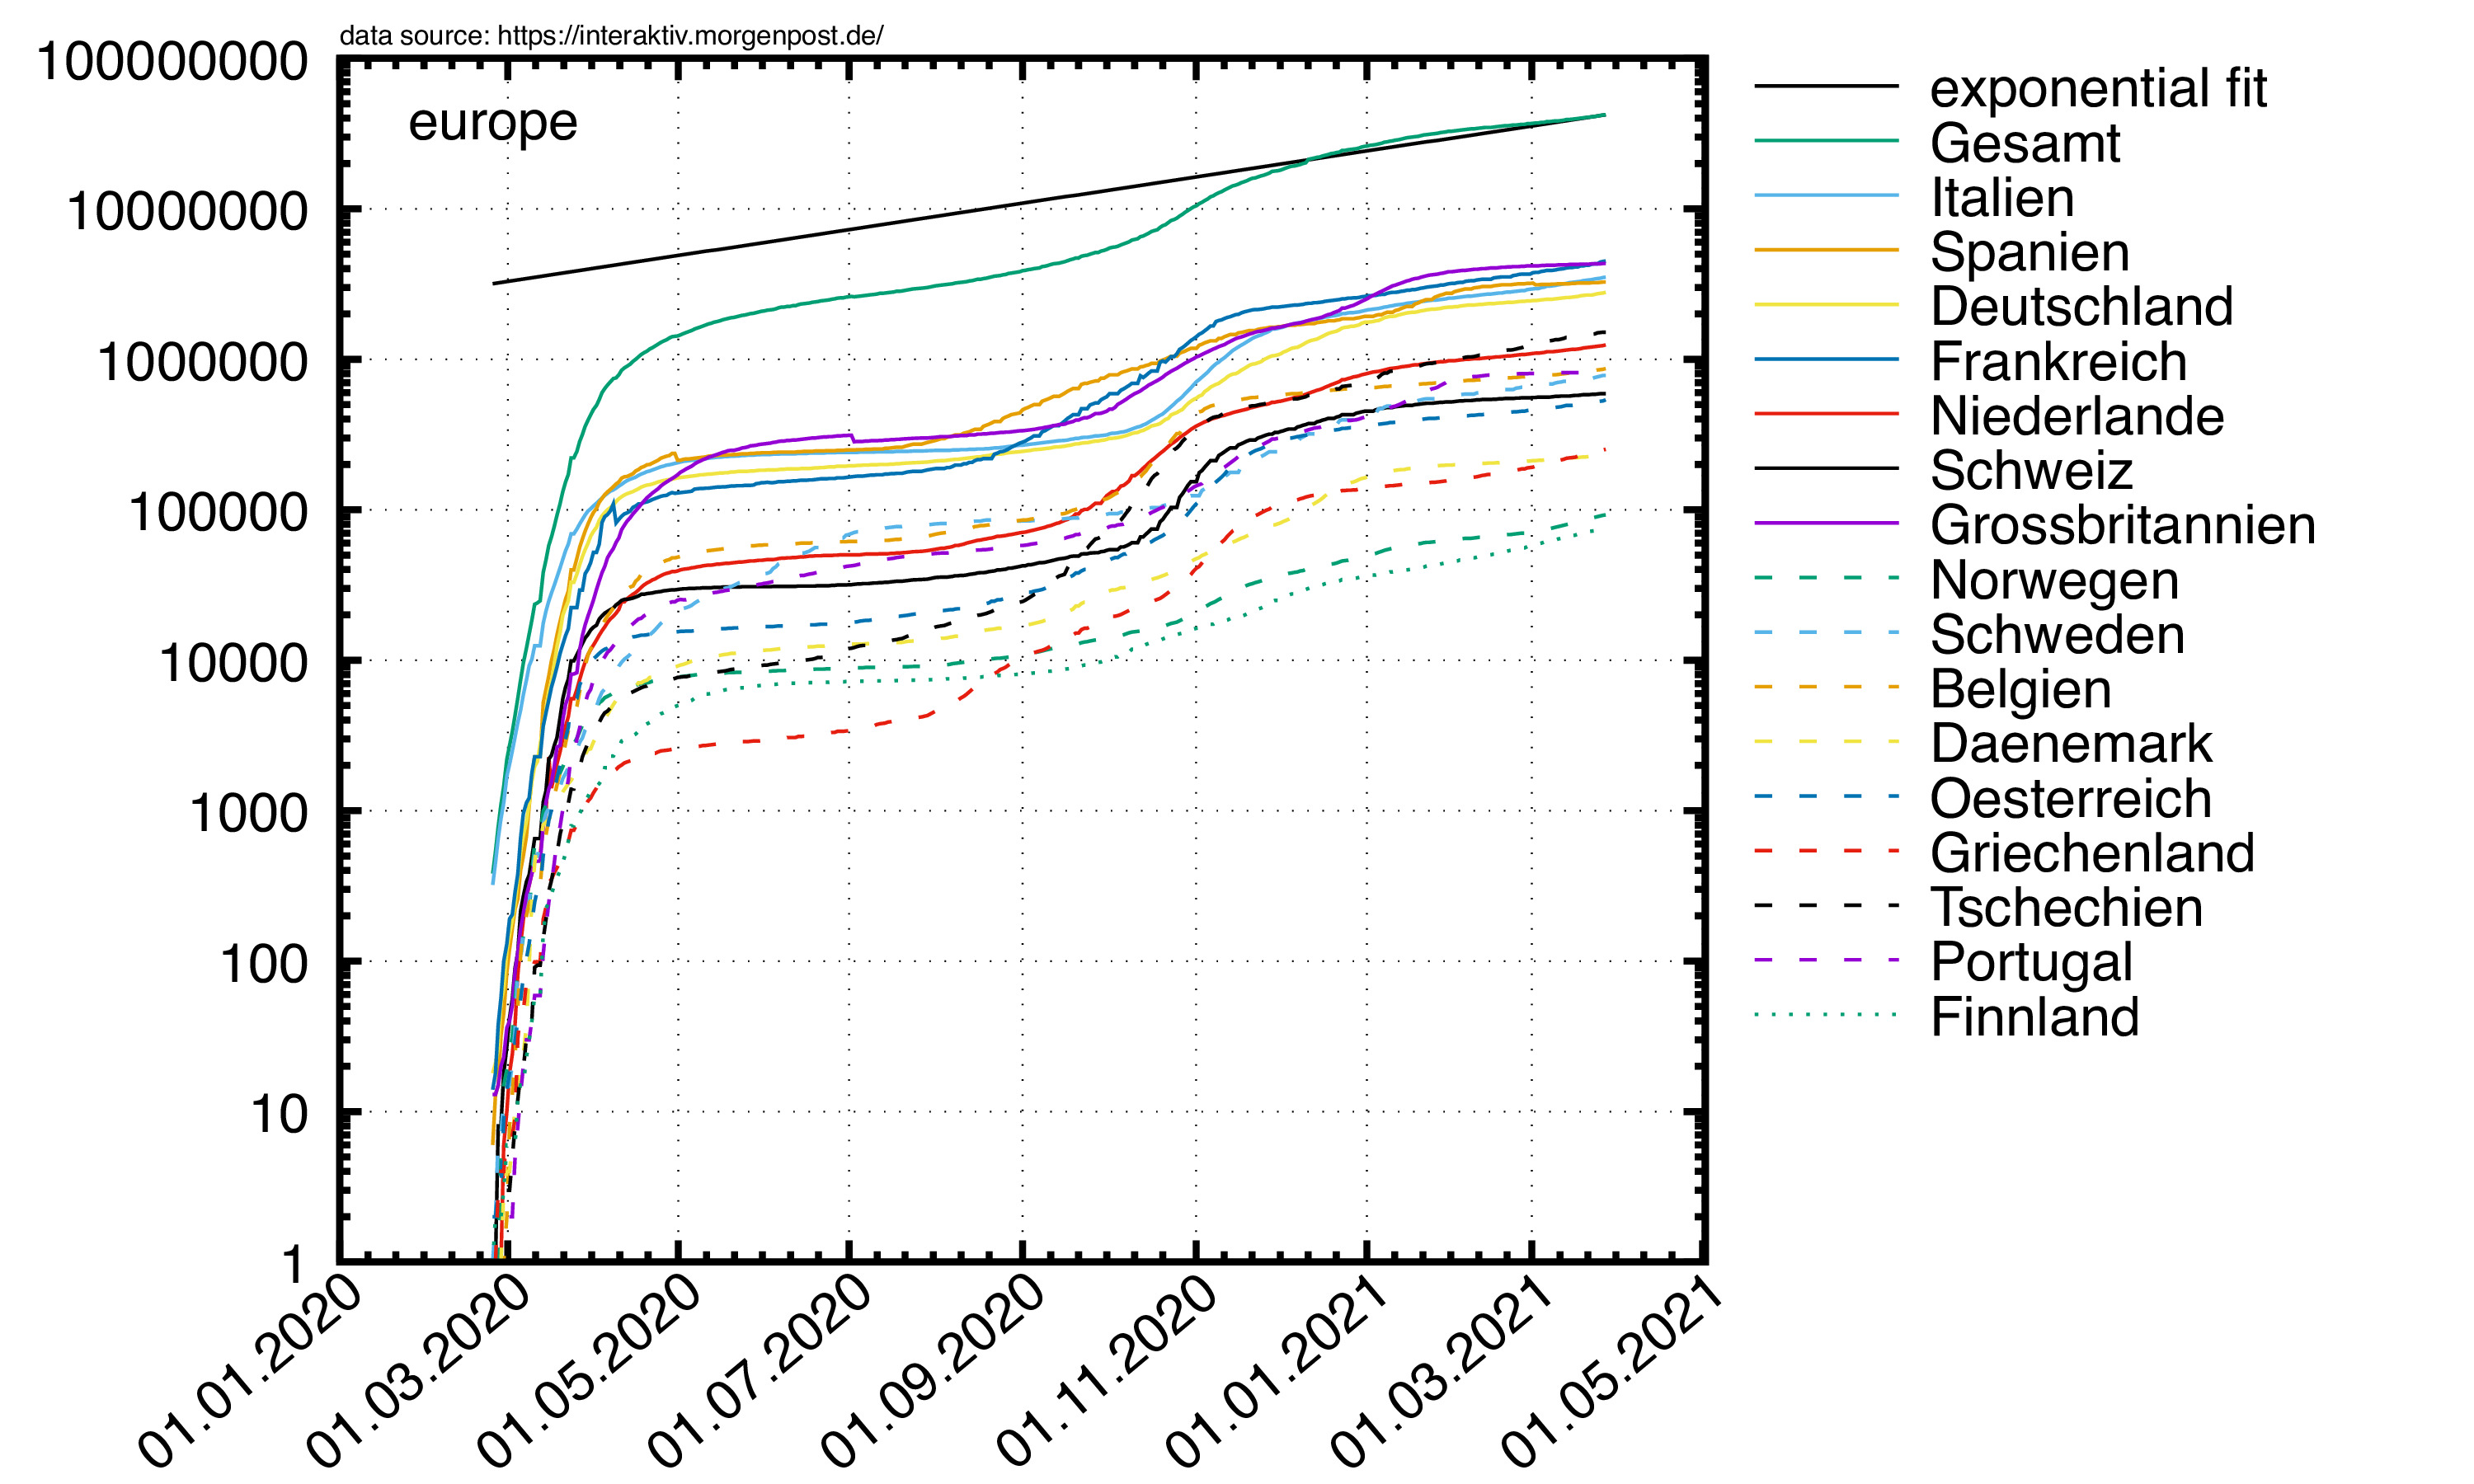 data source: https://interaktiv.morgenpost.de/
100000000
10000000
1000000
100000
10000
1000
100
10
1
europe
01.01.2020
01.03.2020
01.05.2020
01.07.2020
01.09.2020
01.11.2020
01.01.2021
01.03.2021
01.05.2021
exponential fit
Gesamt
Italien
Spanien
Deutschland
Frankreich
Niederlande
Schweiz
Grossbritannien
Norwegen
Schweden
Belgien
Daenemark
Oesterreich
Griechenland
Tschechien
Portugal
Finnland